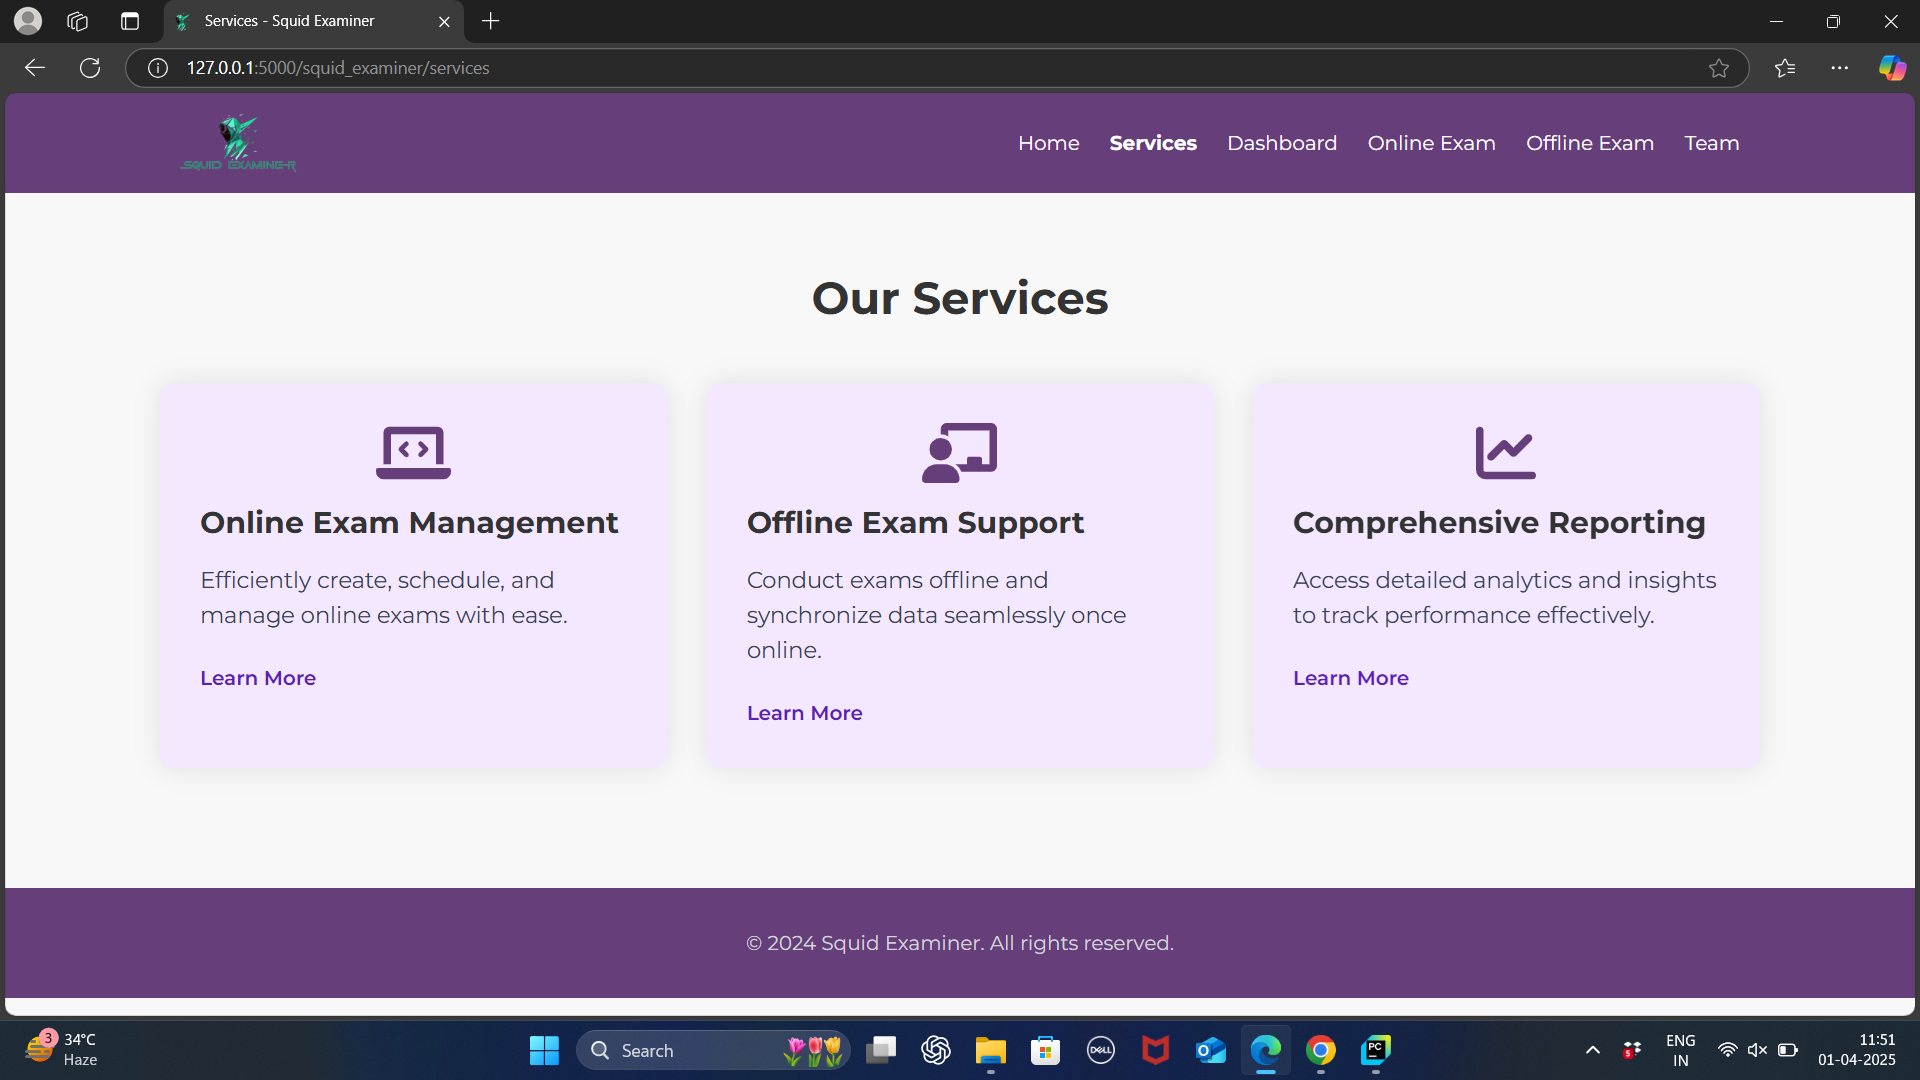 Services - Squid Examiner
127.0.0.1:5000/squid_examiner/services
SQUID EXAMINE-R
Home Services Dashboard Online Exam Offline Exam Team
Our Services
Online Exam Management
Efficiently create, schedule, and
manage online exams with ease.
Learn More
Offline Exam Support
Conduct exams offline and
synchronize data seamlessly once
online.
Learn More
Comprehensive Reporting
Access detailed analytics and insights
to track performance effectively.
Learn More
© 2024 Squid Examiner. All rights reserved.
3
34°C
Haze
Search
DELL
O
PC
5
ENG
IN
11:51
01-04-2025